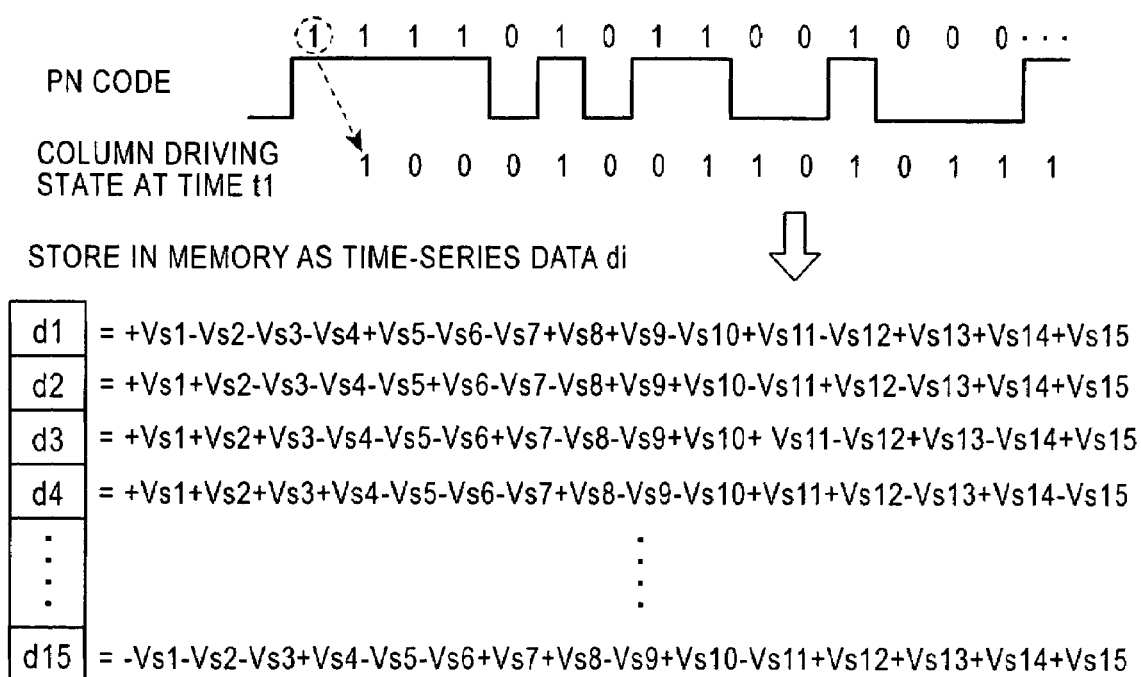 1 1 1 1 0 1 0 1 1 0 0 1 0 0 0 ···
PN CODE
COLUMN DRIVING
STATE AT TIME t1
1 0 0 0 1 0 0 1 1 0 1 0 1 1 1
STORE IN MEMORY AS TIME-SERIES DATA di
d1 = +Vs1-Vs2-Vs3-Vs4+Vs5-Vs6-Vs7+Vs8+Vs9-Vs10+Vs11-Vs12+Vs13+Vs14+Vs15
d2 = +Vs1+Vs2-Vs3-Vs4-Vs5+Vs6-Vs7-Vs8+Vs9+Vs10-Vs11+Vs12-Vs13+Vs14+Vs15
d3 = +Vs1+Vs2+Vs3-Vs4-Vs5-Vs6+Vs7-Vs8-Vs9+Vs10+ Vs11-Vs12+Vs13-Vs14+Vs15
d4 = +Vs1+Vs2+Vs3+Vs4-Vs5-Vs6-Vs7+Vs8-Vs9-Vs10+Vs11+Vs12-Vs13+Vs14-Vs15
d15 = -Vs1-Vs2-Vs3+Vs4-Vs5-Vs6+Vs7+Vs8-Vs9+Vs10-Vs11+Vs12+Vs13+Vs14+Vs15